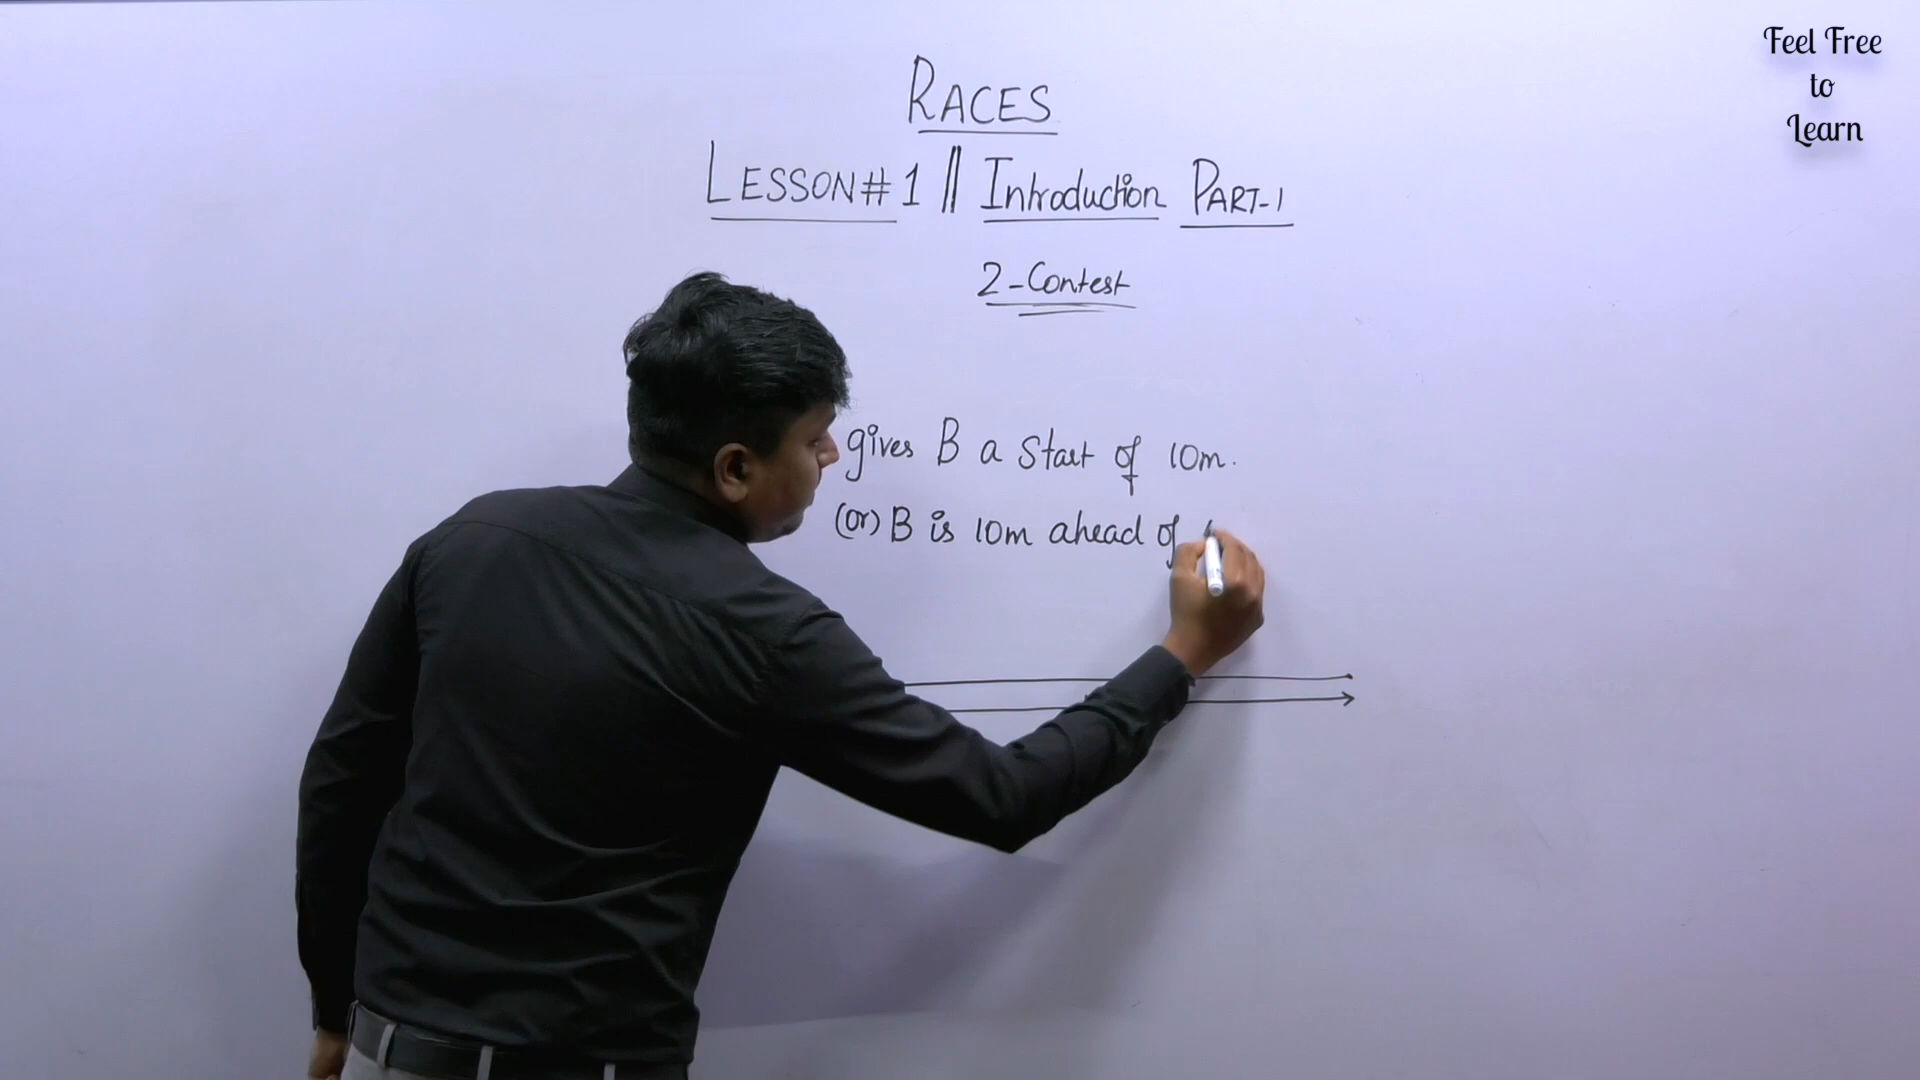 Feel Free
to
Learn
RACES
LESSON # 1 || Introduction PART-1
2-Contest
gives B a Start of 10m.
(or) B is 10m ahead of